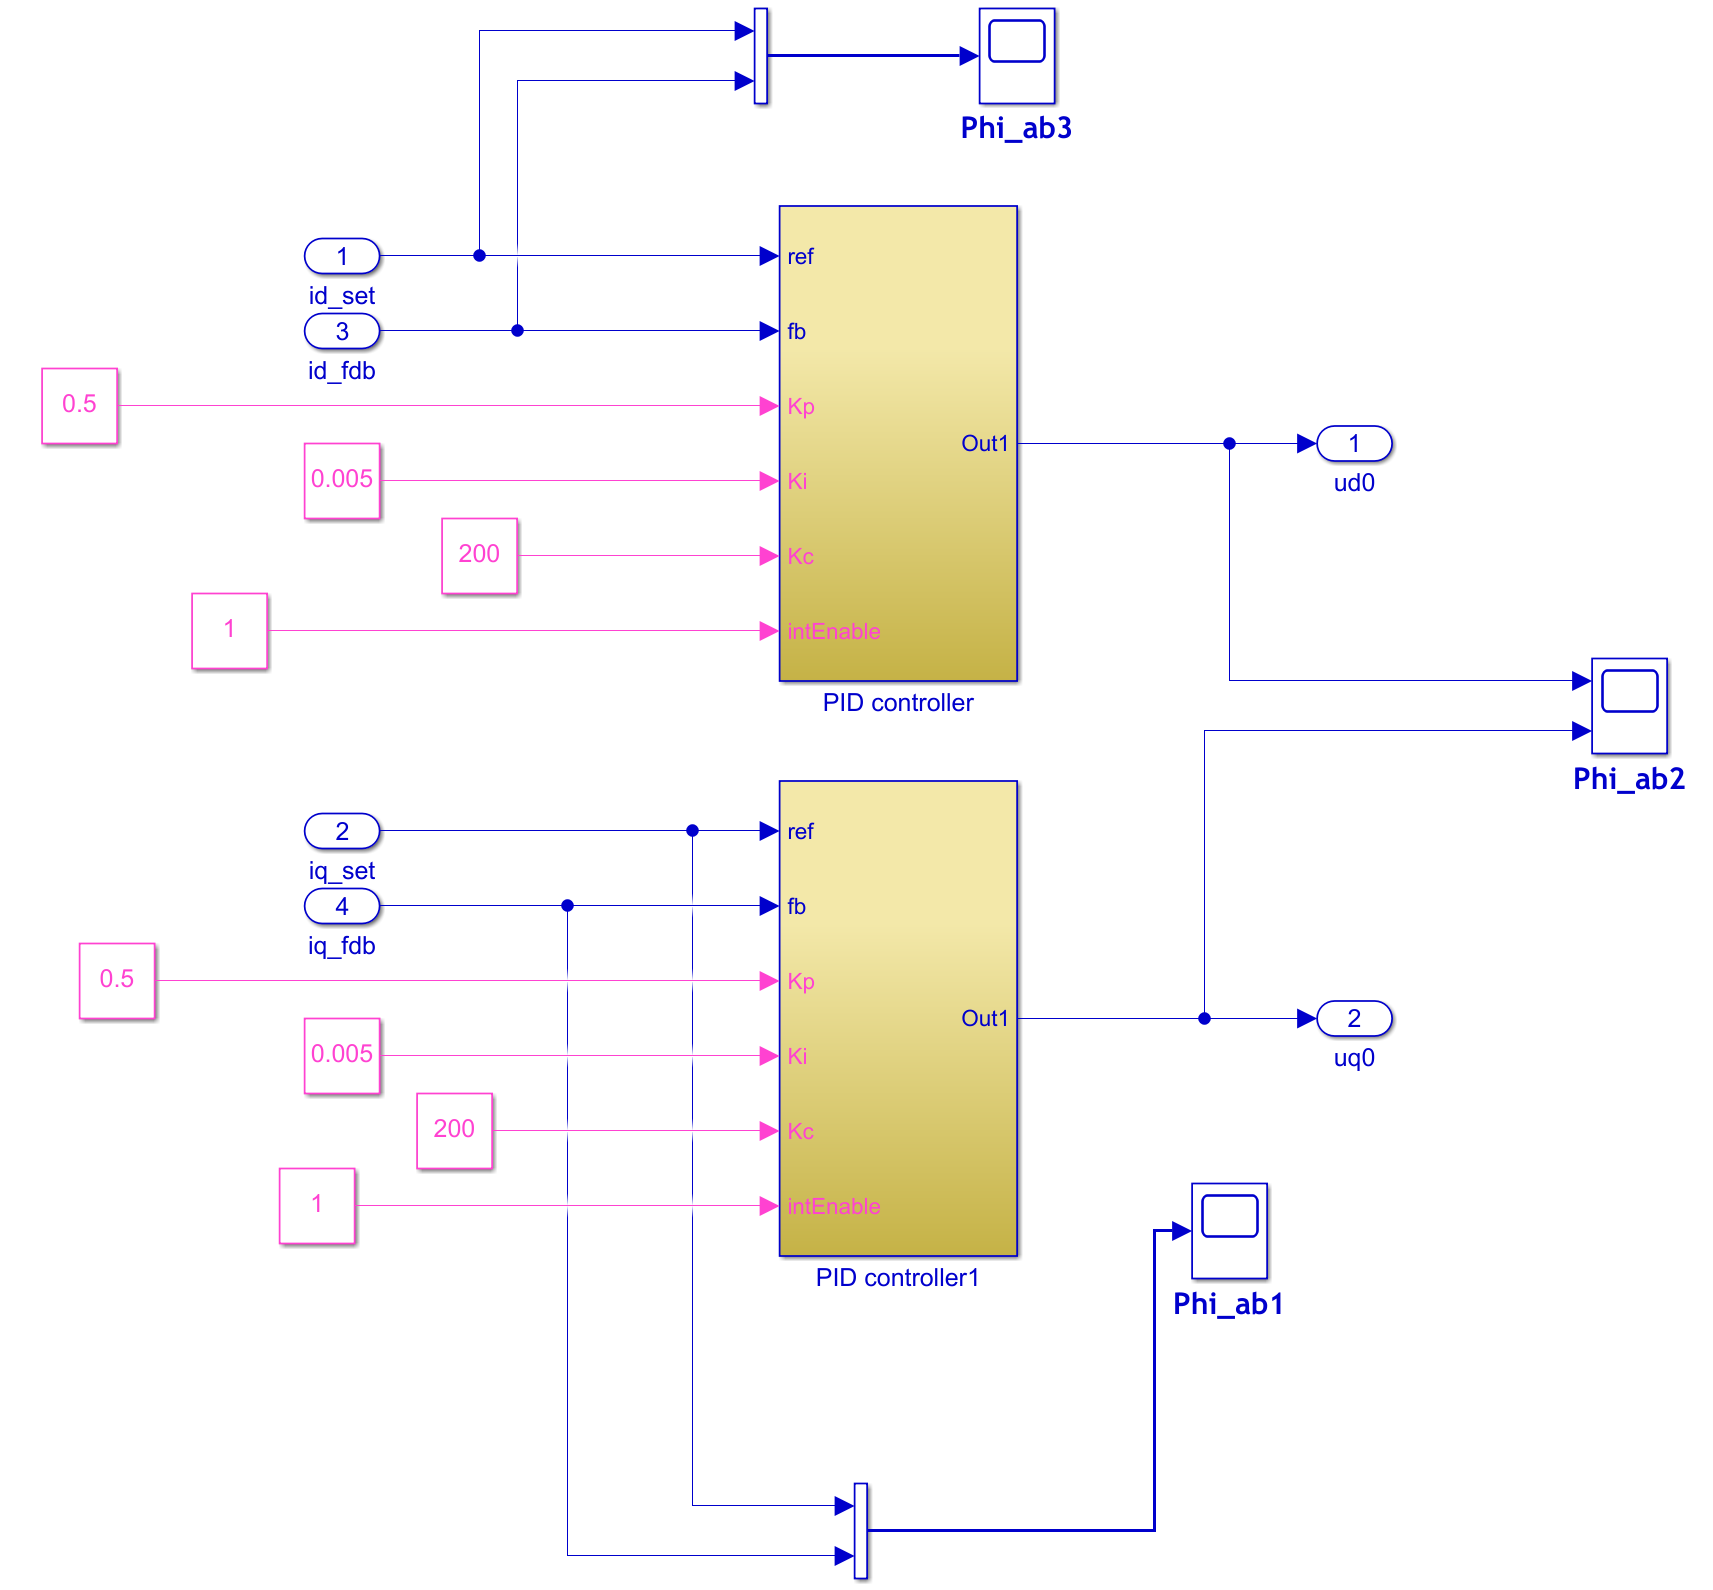 Phi_ab3
1
id_set
ref
3
id_fdb
fb
0.5
Kp
Out1
1
ud0
0.005
Ki
200
Kc
1
intEnable
PID controller
Phi_ab2
2
iq_set
ref
4
iq_fdb
fb
0.5
Kp
Out1
2
uq0
0.005
Ki
200
Kc
1
intEnable
PID controller1
Phi_ab1